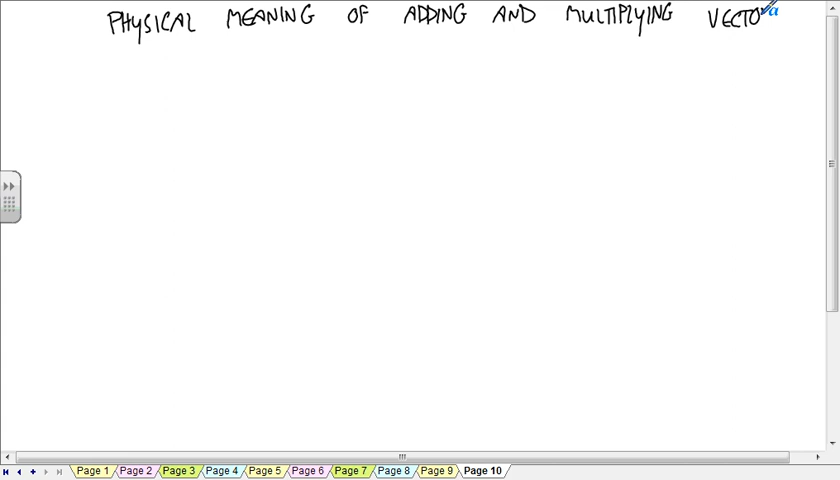 PHYSICAL MEANING OF ADDING AND MULTIPLYING VECTO
Page 1 Page 2 Page 3 Page 4 Page 5 Page 6 Page 7 Page 8 Page 9 Page 10